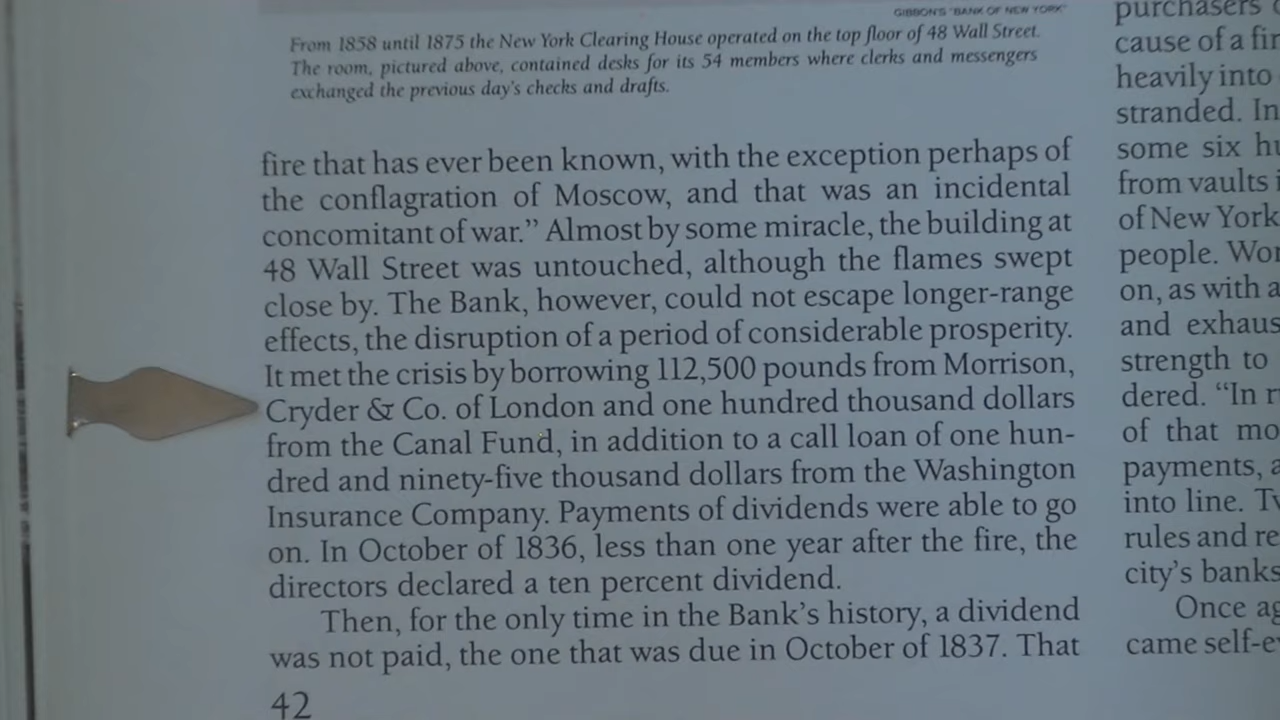 GIBBON'S "BANK OF NEW YORK"
From 1858 until 1875 the New York Clearing House operated on the top floor of 48 Wall Street.
The room, pictured above, contained desks for its 54 members where clerks and messengers
exchanged the previous day's checks and drafts.
fire that has ever been known, with the exception perhaps of
the conflagration of Moscow, and that was an incidental
concomitant of war.” Almost by some miracle, the building at
48 Wall Street was untouched, although the flames swept
close by. The Bank, however, could not escape longer-range
effects, the disruption of a period of considerable prosperity.
It met the crisis by borrowing 112,500 pounds from Morrison,
Cryder & Co. of London and one hundred thousand dollars
from the Canal Fund, in addition to a call loan of one hun-
dred and ninety-five thousand dollars from the Washington
Insurance Company. Payments of dividends were able to go
on. In October of 1836, less than one year after the fire, the
directors declared a ten percent dividend.
Then, for the only time in the Bank’s history, a dividend
was not paid, the one that was due in October of 1837. That
42
purchasers
cause of a
heavily into
stranded. In
some six
from vaults
of New York
people.
on, as with a
and
strength to
dered. “In
of that
payments,
into line.
rules and
city’s banks
Once
came